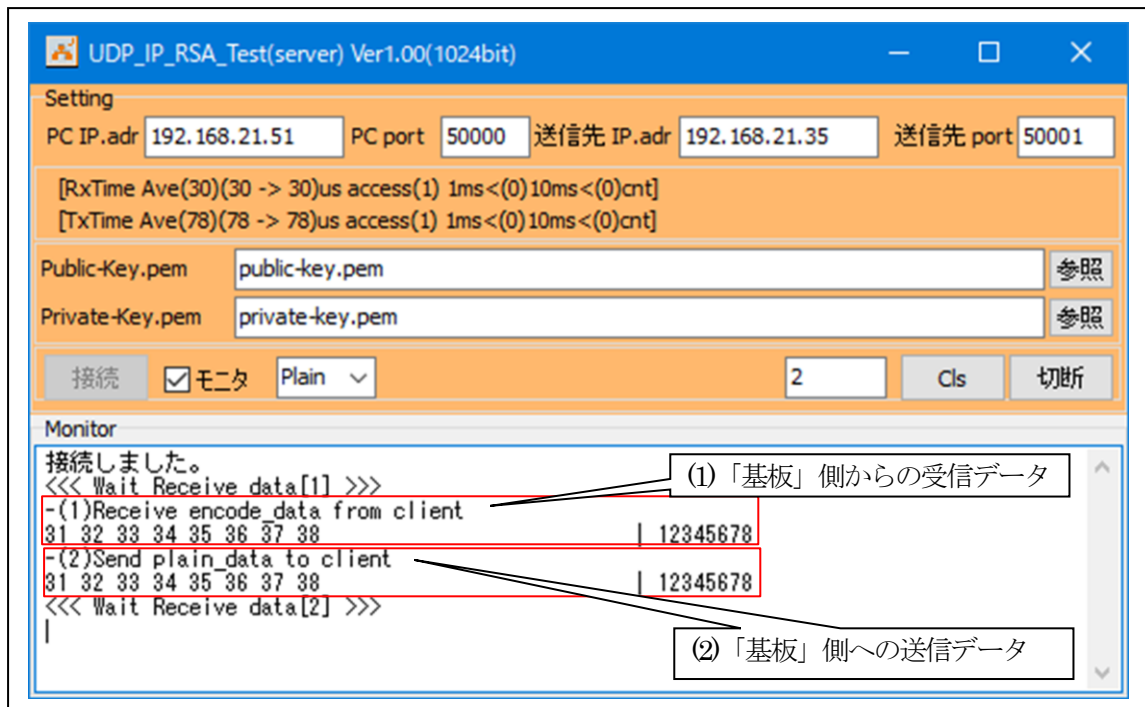 UDP_IP_RSA_Test(server) Ver1.00(1024bit)
Setting
PC IP.adr 192.168.21.51 PC port 50000 送信先 IP.adr 192.168.21.35 送信先 port 50001
[RxTime Ave(30)(30 -> 30)us access(1) 1ms<(0)10ms<(0)cnt]
[TxTime Ave(78)(78 -> 78)us access(1) 1ms<(0)10ms<(0)cnt]
Public-Key.pem public-key.pem 参照
Private-Key.pem private-key.pem 参照
接続 モニタ Plain 2 Cls 切断
Monitor
接続しました。
<<< Wait Receive data[1] >>>
(1)「基板」側からの受信データ
-(1)Receive encode_data from client
31 32 33 34 35 36 37 38 | 12345678
-(2)Send plain_data to client
31 32 33 34 35 36 37 38 | 12345678
<<< Wait Receive data[2] >>>
(2)「基板」側への送信データ